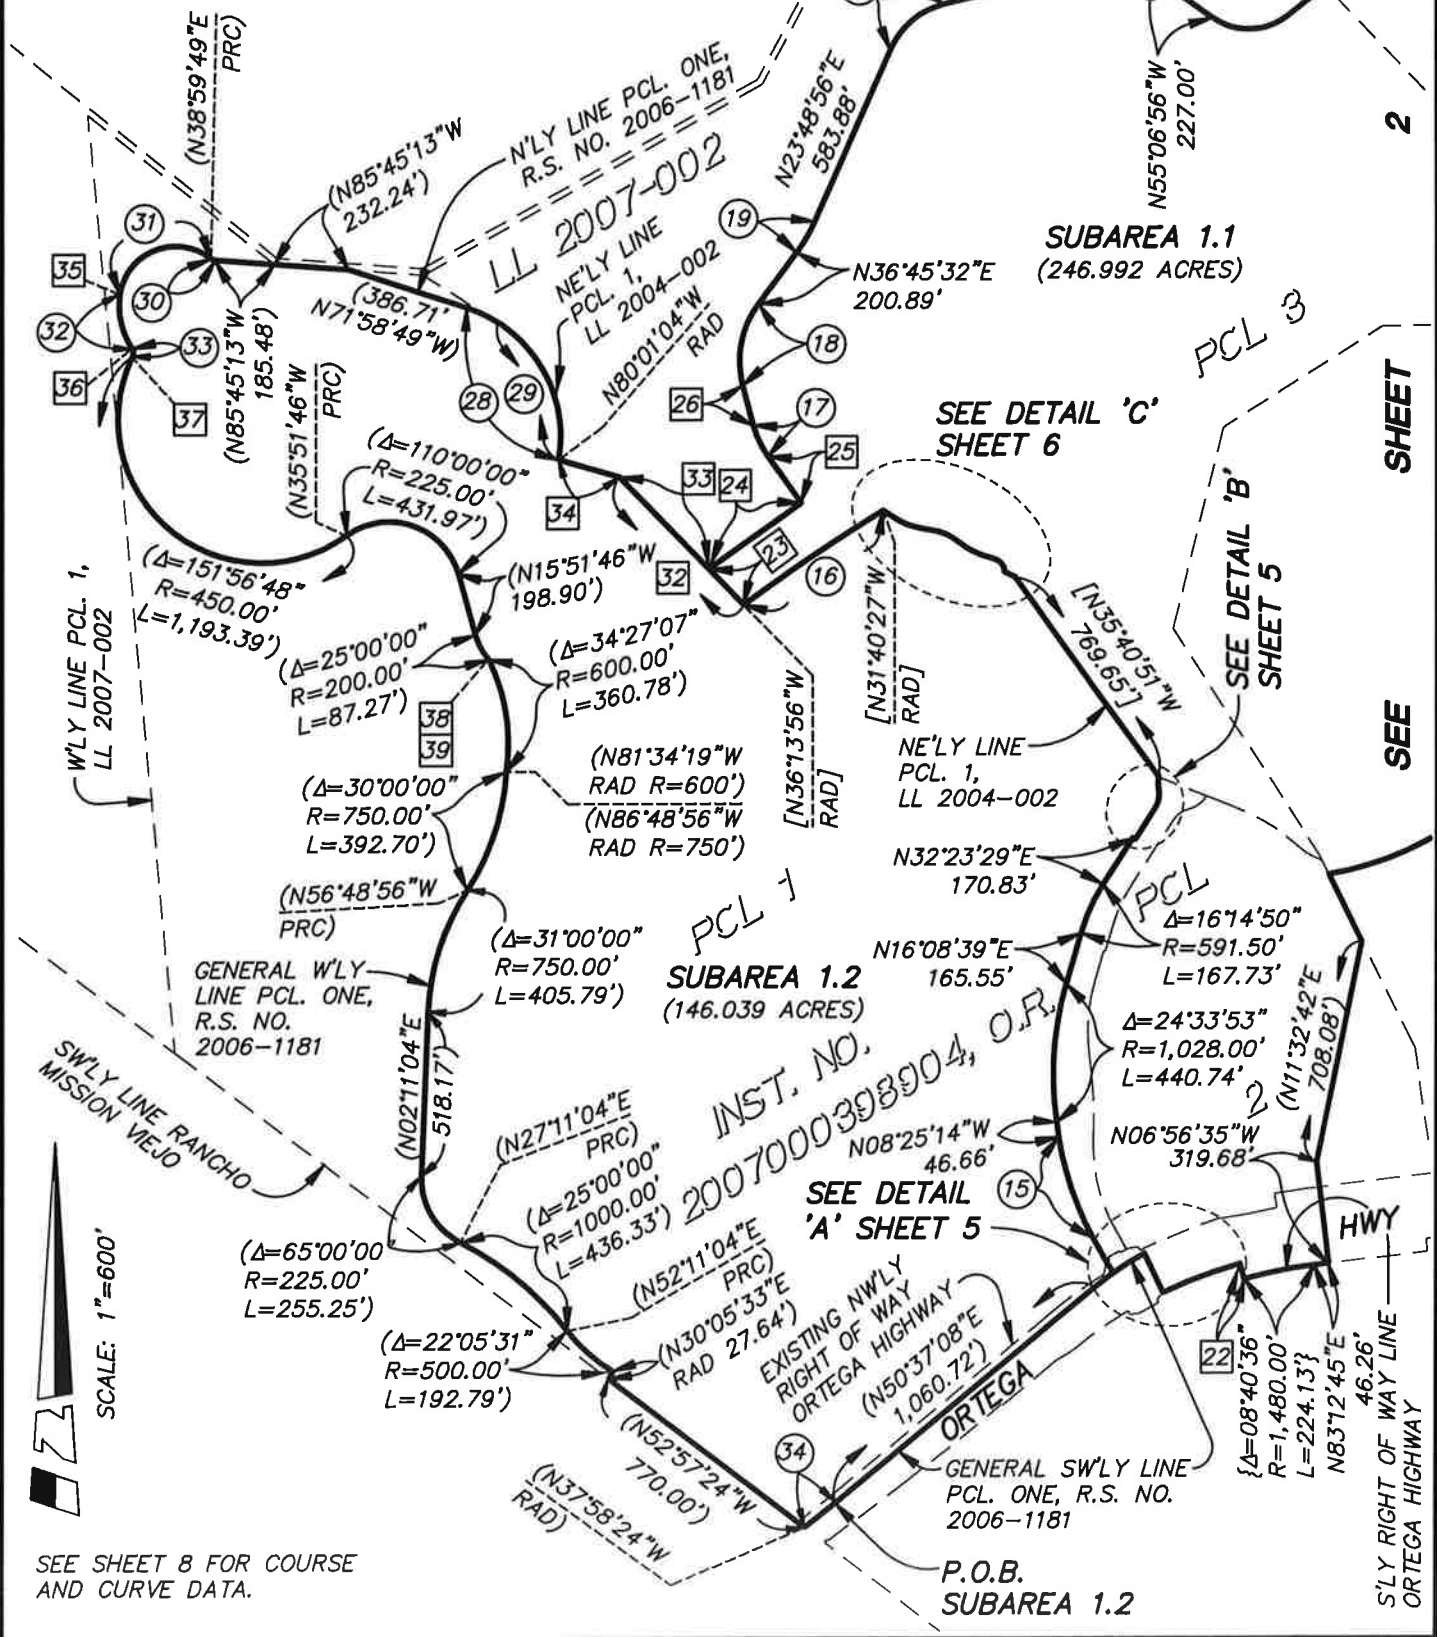 (N38°59'49"E
PRC)
N'LY LINE PCL. ONE,
R.S. NO. 2006-1181
(N85°45'13"W
232.24')
LL 2007-002
NE'LY LINE
PCL. 1,
LL 2004-002
N80°01'04"W
RAD
N23°48'56"E
583.88'
N55°06'56"W
227.00'
2
SHEET
SEE
SUBAREA 1.1
(246.992 ACRES)
PCL 3
19
N36°45'32"E
200.89'
18
26
17
25
31
35
30
32
33
36
37
(N85°45'13"W
185.48')
(386.71'
N71°58'49"W)
28
29
(N35°51'46"W
PRC)
(Δ=110°00'00"
R=225.00'
L=431.97')
34
33
24
23
32
16
SEE DETAIL 'C'
SHEET 6
SEE DETAIL 'B'
SHEET 5
(Δ=151°56'48"
R=450.00'
L=1,193.39')
(N15°51'46"W
198.90')
W'LY LINE PCL. 1,
LL 2007-002
(Δ=25°00'00"
R=200.00'
L=87.27')
(Δ=34°27'07"
R=600.00'
L=360.78')
38
39
[N36°13'56"W
RAD]
[N31°40'27"W
RAD]
[N35°40'51"W
769.65']
NE'LY LINE
PCL. 1,
LL 2004-002
(N81°34'19"W
RAD R=600')
(N86°48'56"W
RAD R=750')
(Δ=30°00'00"
R=750.00'
L=392.70')
(N56°48'56"W
PRC)
N32°23'29"E
170.83'
PCL
2
Δ=16°14'50"
R=591.50'
L=167.73'
(Δ=31°00'00"
R=750.00'
L=405.79')
PCL 1
SUBAREA 1.2
(146.039 ACRES)
N16°08'39"E
165.55'
GENERAL W'LY
LINE PCL. ONE,
R.S. NO.
2006-1181
Δ=24°33'53"
R=1,028.00'
L=440.74'
(N11°32'42"E
708.08')
SW'LY LINE RANCHO
MISSION VIEJO
(N02°11'04"E
518.17')
INST. NO.
2007000398904, O.R.
(N27°11'04"E
PRC)
(Δ=25°00'00"
R=1000.00'
L=436.33')
N08°25'14"W
46.66'
N06°56'35"W
319.68'
SEE DETAIL
'A' SHEET 5
15
HWY
(Δ=65°00'00"
R=225.00'
L=255.25')
(N52°11'04"E
PRC)
(N30°05'33"E
RAD 27.64')
EXISTING NW'LY
RIGHT OF WAY
ORTEGA HIGHWAY
(N50°37'08"E
1,060.72')
ORTEGA
(Δ=22°05'31"
R=500.00'
L=192.79')
22
{Δ=08°40'36"
R=1,480.00'
L=224.13'}
N83°12'45"E
46.26'
S'LY RIGHT OF WAY LINE
ORTEGA HIGHWAY
(N52°57'24"W
770.00')
34
(N37°58'24"W
RAD)
GENERAL SW'LY LINE
PCL. ONE, R.S. NO.
2006-1181
P.O.B.
SUBAREA 1.2
SCALE: 1"=600'
SEE SHEET 8 FOR COURSE
AND CURVE DATA.